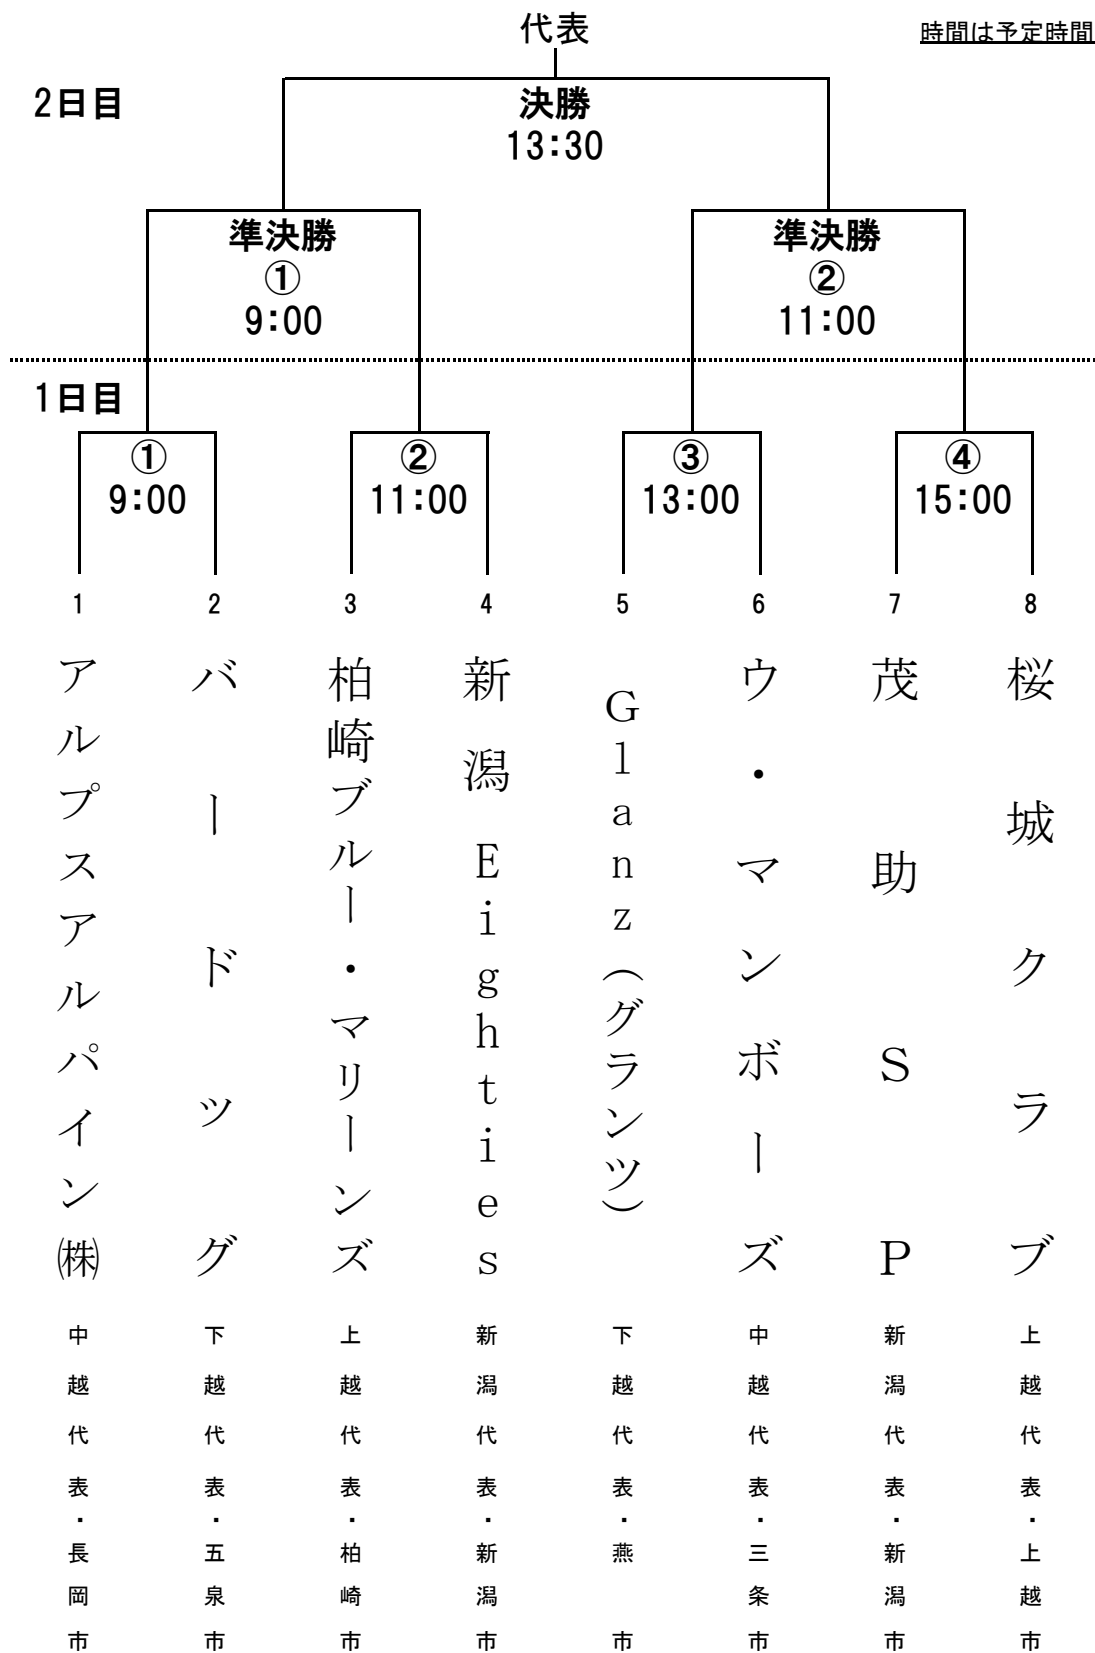 代表
時間は予定時間
2日目
決勝
13:30
準決勝
①
9:00
準決勝
②
11:00
1日目
①
9:00
②
11:00
③
13:00
④
15:00
1
2
3
4
5
6
7
8
アルプスアルパイン㈱
バードッグ
柏崎ブルー・マリーンズ
新潟Eighties
Glanz(グランツ)
ウ・マンボーズ
茂助SP
桜城クラブ
中越代表・長岡市
下越代表・五泉市
上越代表・柏崎市
新潟代表・新潟市
下越代表・燕市
中越代表・三条市
新潟代表・新潟市
上越代表・上越市